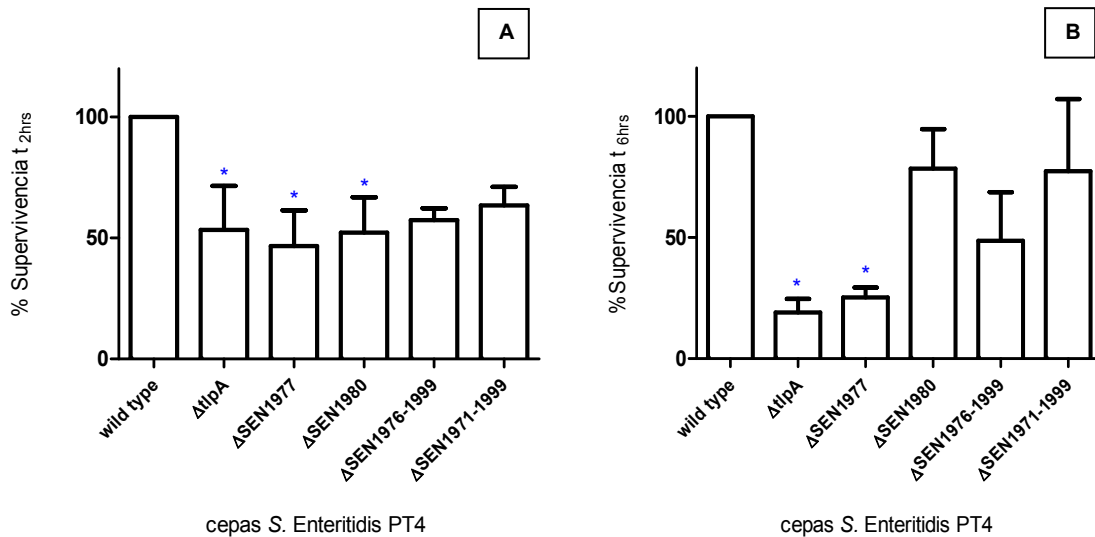 A
% Supervivencia t 2hrs
100
50
0
*
*
*
wild type
ΔtlpA
ΔSEN1977
ΔSEN1980
ΔSEN1976-1999
ΔSEN1971-1999
cepas S. Enteritidis PT4
B
%Supervivencia t 6hrs
100
50
0
*
*
wild type
ΔtlpA
ΔSEN1977
ΔSEN1980
ΔSEN1976-1999
ΔSEN1971-1999
cepas S. Enteritidis PT4